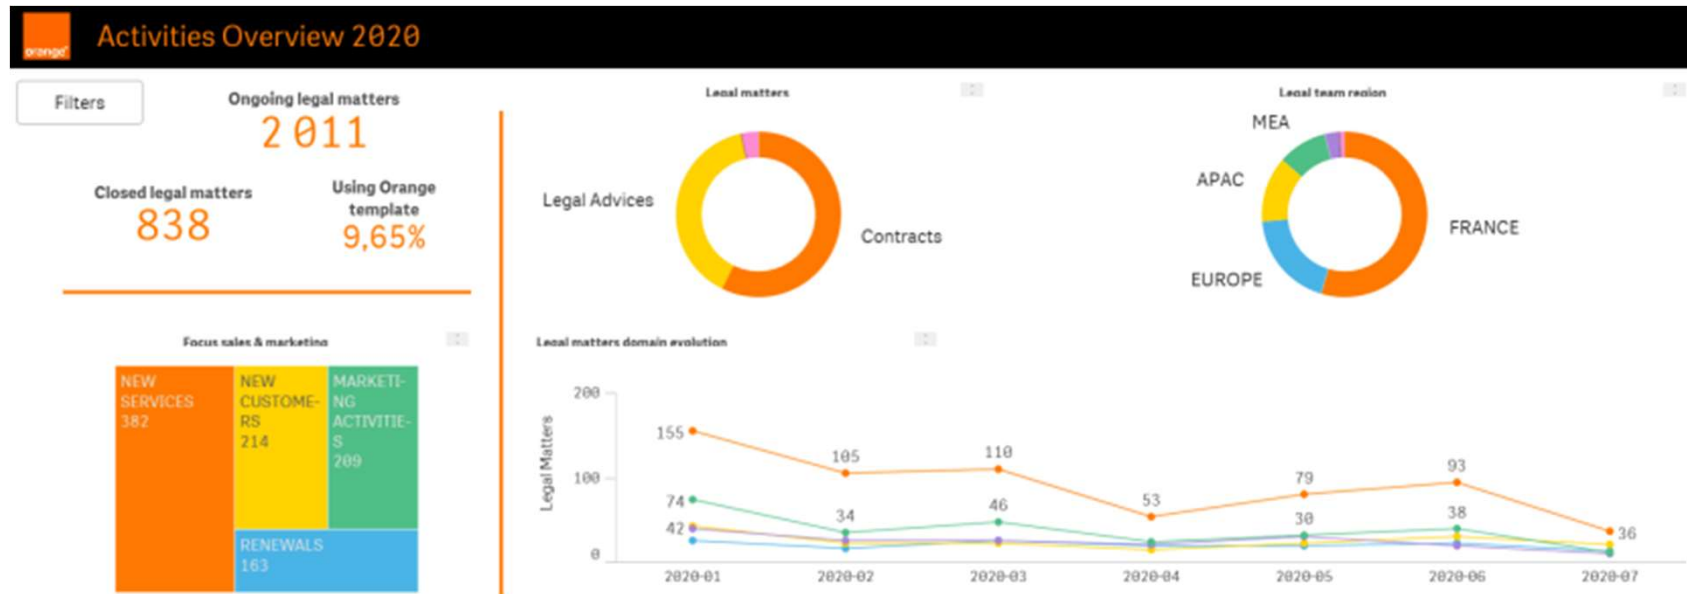 orange
Activities Overview 2020
Filters
Ongoing legal matters
2 011
Closed legal matters
838
Using Orange
template
9,65%
Legal matters
Legal Advices
Contracts
Legal team region
MEA
APAC
EUROPE
FRANCE
Focus sales & marketing
NEW
SERVICES
382
NEW
CUSTOME-
RS
214
MARKETI-
NG
ACTIVITIE-
S
209
RENEWALS
163
Legal matters domain evolution
Legal Matters
200
100
0
155
105
110
53
79
93
36
74
34
46
30
38
42
2020-01
2020-02
2020-03
2020-04
2020-05
2020-06
2020-07